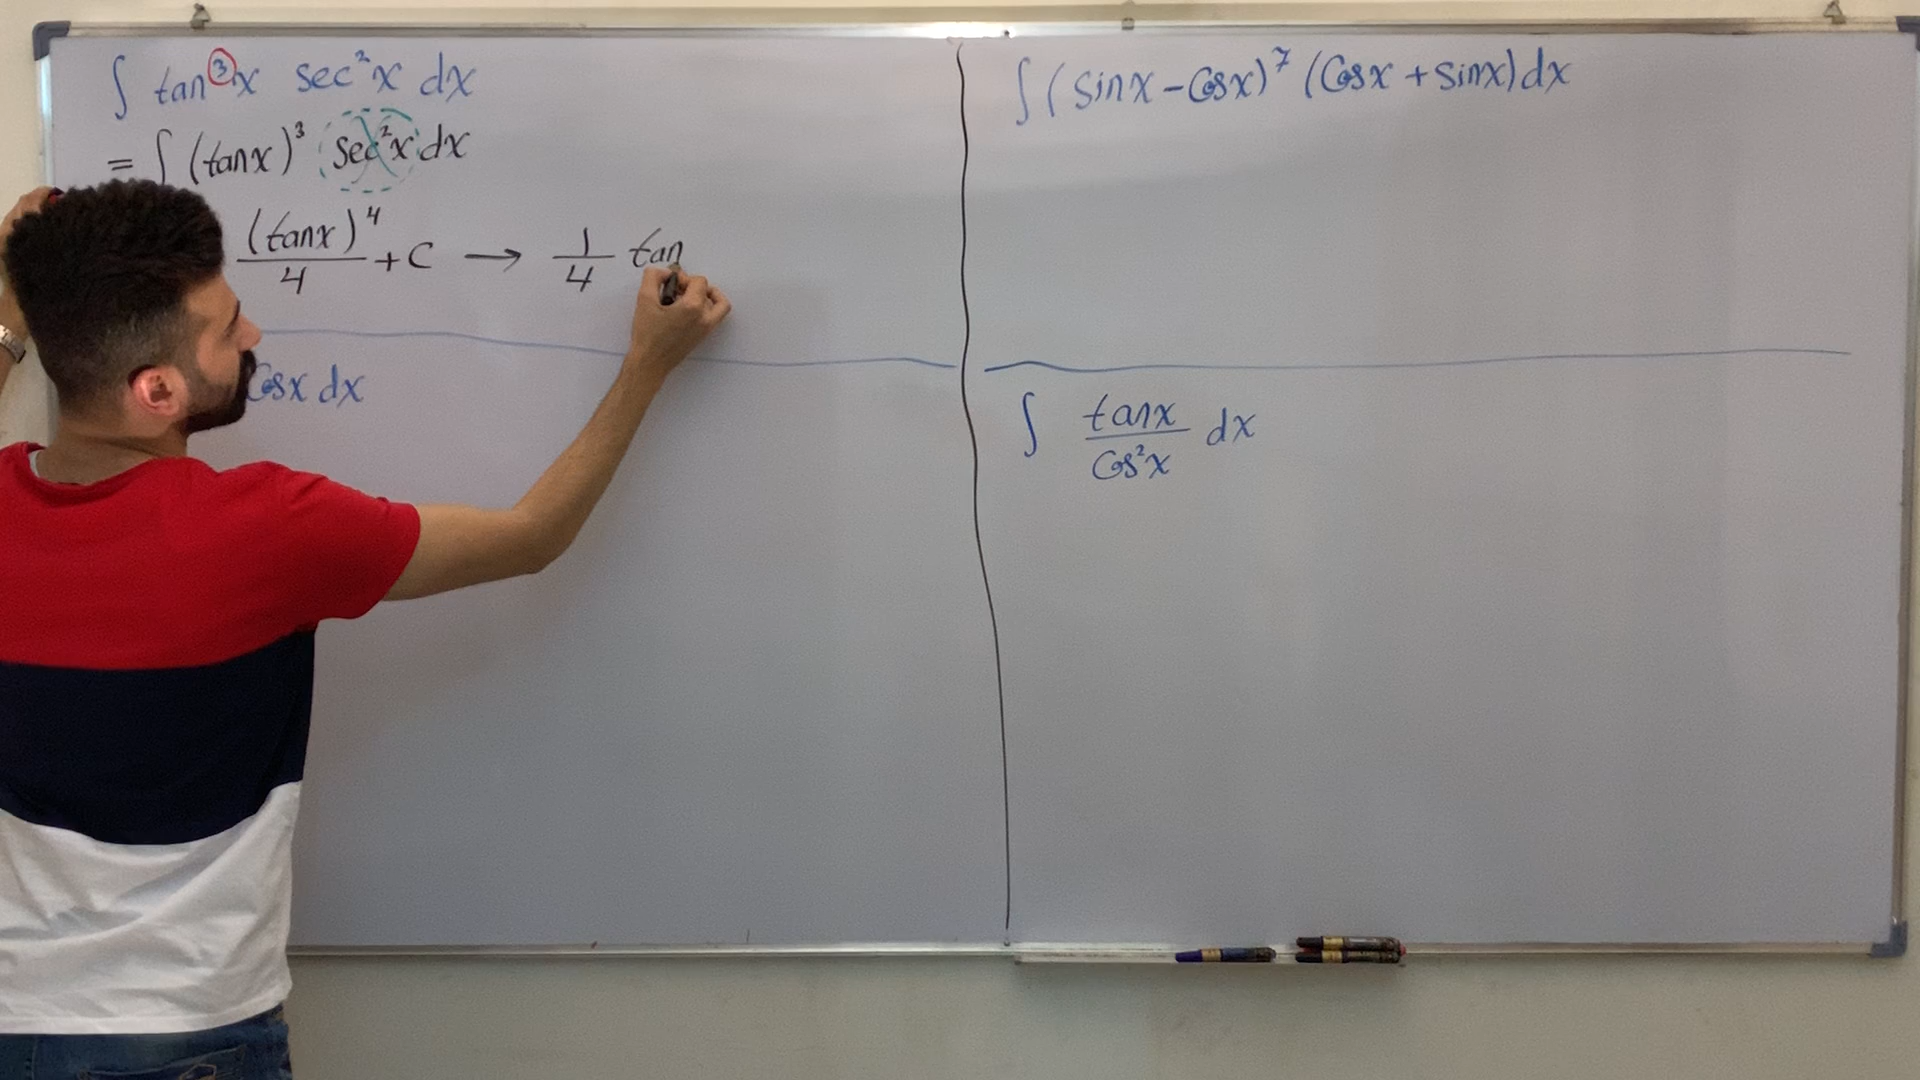 ∫ tan³x sec²x dx
= ∫ (tanx)³ sec²x dx
(tanx)⁴/4 + C → 1/4 tan
Cosx dx
∫ (sinx - Cosx)⁷ (Cosx + sinx) dx
∫ tanx/Cos²x dx